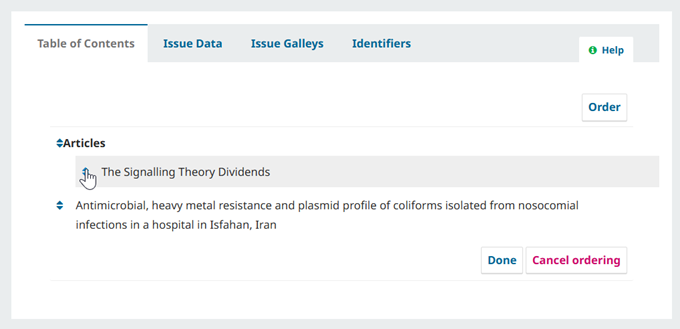 Table of Contents
Issue Data
Issue Galleys
Identifiers
Help
Order
Articles
The Signalling Theory Dividends
Antimicrobial, heavy metal resistance and plasmid profile of coliforms isolated from nosocomial
infections in a hospital in Isfahan, Iran
Done
Cancel ordering